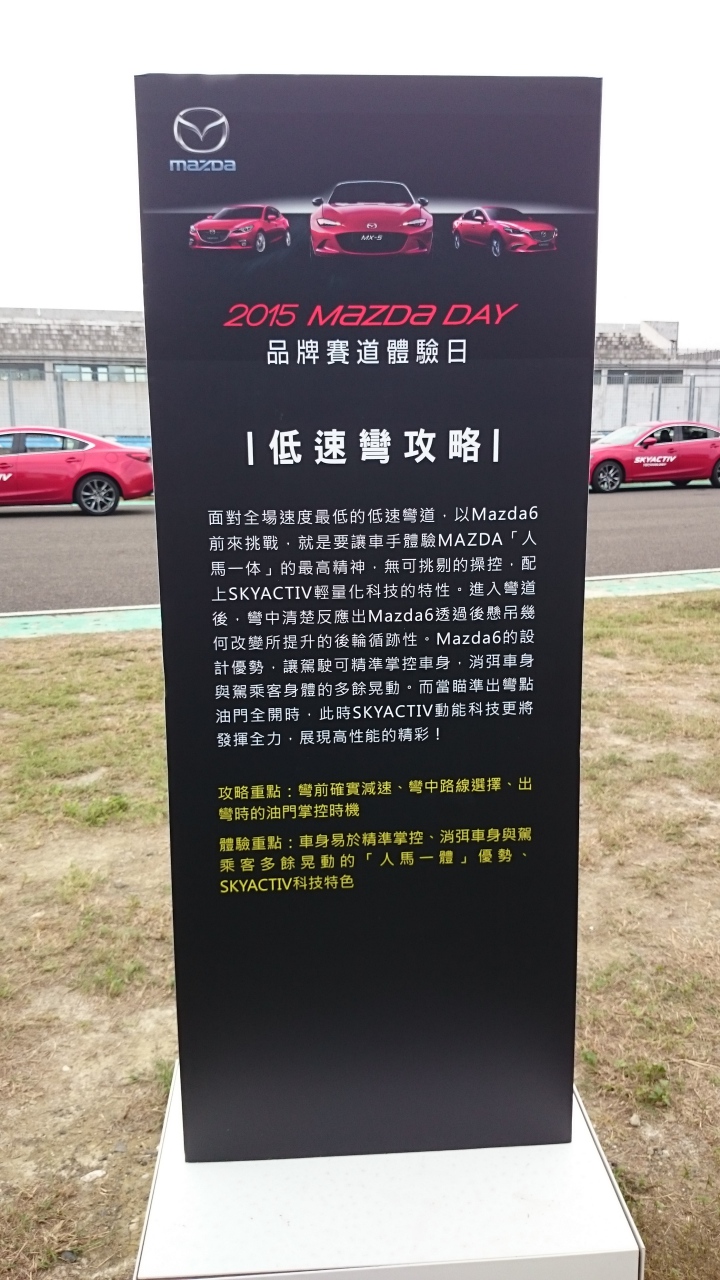 mazda
MX-5
2015 MAZDA DAY
品牌賽道體驗日
|低速彎攻略|
面對全場速度最低的低速彎道，以Mazda6
前來挑戰，就是要讓車手體驗MAZDA「人
馬一体」的最高精神，無可挑剔的操控，配
上SKYACTIV輕量化科技的特性。進入彎道
後，彎中清楚反應出Mazda6透過後懸吊幾
何改變所提升的後輪循跡性。Mazda6的設
計優勢，讓駕駛可精準掌控車身，消弭車身
與駕乘客身體的多餘晃動。而當瞄準出彎點
油門全開時，此時SKYACTIV動能科技更將
發揮全力，展現高性能的精彩！
攻略重點：彎前確實減速、彎中路線選擇、出
彎時的油門掌控時機
體驗重點：車身易於精準掌控、消弭車身與駕
乘客多餘晃動的「人馬一體」優勢、
SKYACTIV科技特色
SKYACTIV